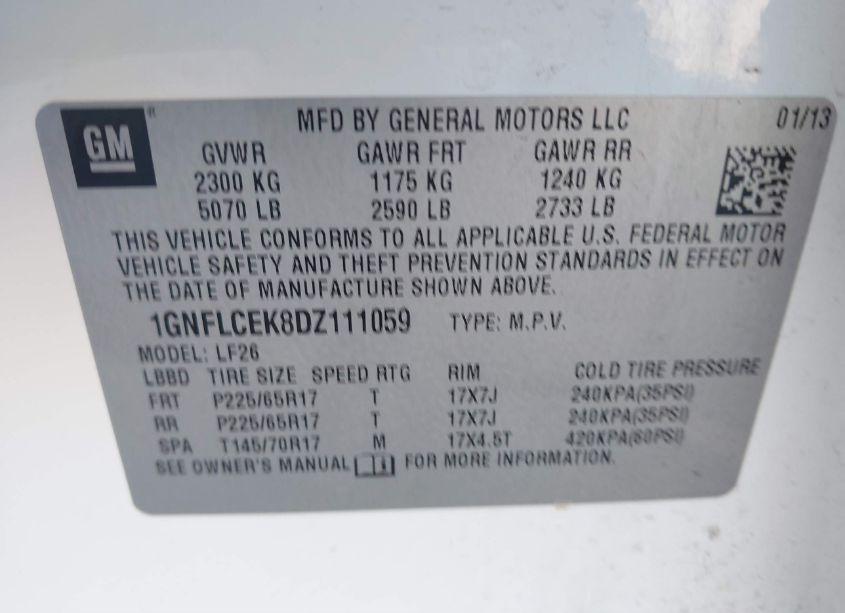 GM
MFD BY GENERAL MOTORS LLC 01/13
GVWR GAWR FRT GAWR RR
2300 KG 1175 KG 1240 KG
5070 LB 2590 LB 2733 LB
THIS VEHICLE CONFORMS TO ALL APPLICABLE U.S. FEDERAL MOTOR
VEHICLE SAFETY AND THEFT PREVENTION STANDARDS IN EFFECT ON
THE DATE OF MANUFACTURE SHOWN ABOVE.
1GNFLCEK8DZ111059 TYPE: M.P.V.
MODEL: LF26
LBBD TIRE SIZE SPEED RTG RIM COLD TIRE PRESSURE
FRT P225/65R17 T 17X7J 240KPA(35PSI)
RR P225/65R17 T 17X7J 240KPA(35PSI)
SPA T145/70R17 M 17X4.5T 420KPA(60PSI)
SEE OWNER'S MANUAL FOR MORE INFORMATION.